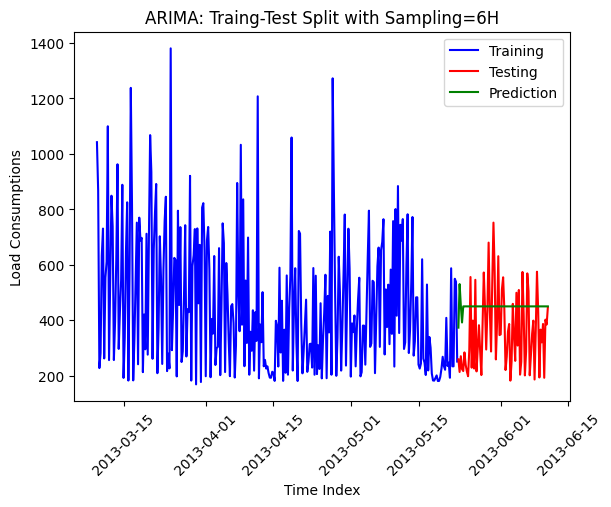 ARIMA: Traing-Test Split with Sampling=6H
Training
Testing
Prediction
Load Consumptions
1400
1200
1000
800
600
400
200
2013-03-15
2013-04-01
2013-04-15
2013-05-01
2013-05-15
2013-06-01
2013-06-15
Time Index